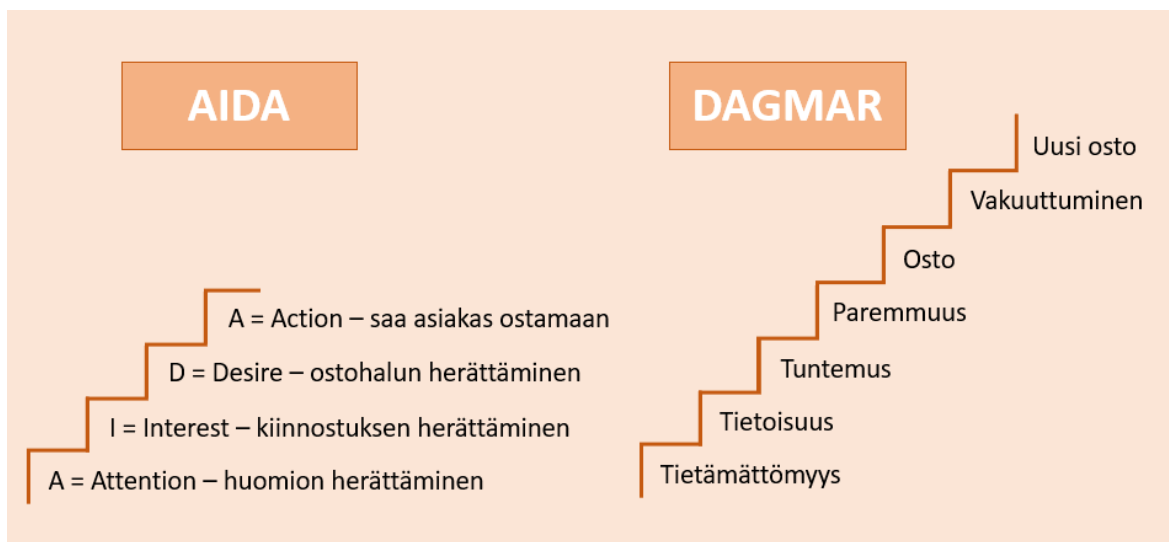 AIDA
A = Action – saa asiakas ostamaan
D = Desire – ostohalun herättäminen
I = Interest – kiinnostuksen herättäminen
A = Attention – huomion herättäminen
DAGMAR
Uusi osto
Vakuuttuminen
Osto
Paremmuus
Tuntemus
Tietoisuus
Tietämättömyys